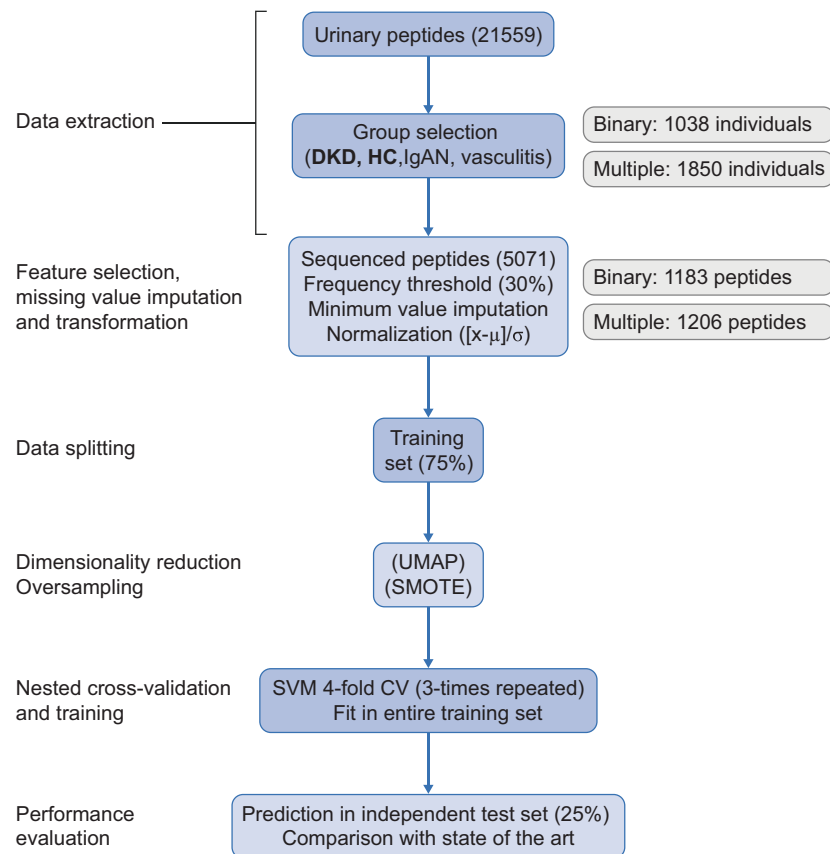 Urinary peptides (21559)
Data extraction
Group selection
(DKD, HC,IgAN, vasculitis)
Binary: 1038 individuals
Multiple: 1850 individuals
Feature selection,
missing value imputation
and transformation
Sequenced peptides (5071)
Frequency threshold (30%)
Minimum value imputation
Normalization ([x-μ]/σ)
Binary: 1183 peptides
Multiple: 1206 peptides
Data splitting
Training
set (75%)
Dimensionality reduction
Oversampling
(UMAP)
(SMOTE)
Nested cross-validation
and training
SVM 4-fold CV (3-times repeated)
Fit in entire training set
Performance
evaluation
Prediction in independent test set (25%)
Comparison with state of the art